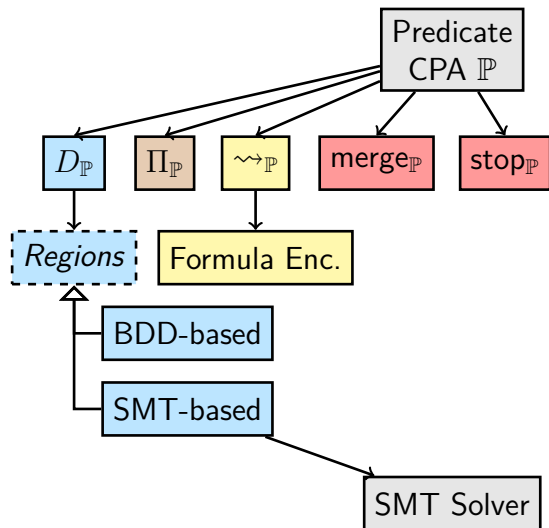 Predicate
CPA ℙ
D_ℙ
Π_ℙ
⇝_ℙ
merge_ℙ
stop_ℙ
Regions
Formula Enc.
BDD-based
SMT-based
SMT Solver